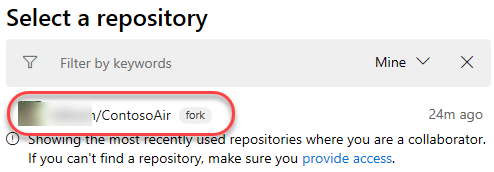 Select a repository
Filter by keywords Mine
/ContosoAir fork 24m ago
Showing the most recently used repositories where you are a collaborator.
If you can't find a repository, make sure you provide access.